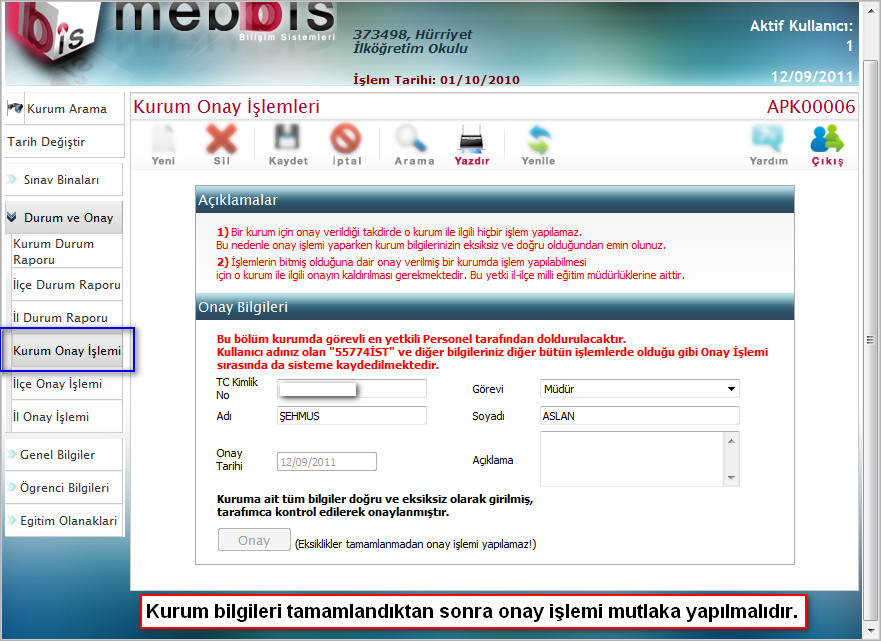 mebbis
Bilişim Sistemleri
bis
373498, Hürriyet
İlköğretim Okulu
İşlem Tarihi: 01/10/2010
Aktif Kullanıcı:
1
12/09/2011
Kurum Arama
Tarih Değiştir
Sınav Binaları
Durum ve Onay
Kurum Durum
Raporu
İlçe Durum Raporu
İl Durum Raporu
Kurum Onay İşlemi
İlçe Onay İşlemi
İl Onay İşlemi
Genel Bilgiler
Ögrenci Bilgileri
Egitim Olanaklari
Kurum Onay İşlemleri
APK00006
Yeni
Sil
Kaydet
İptal
Arama
Yazdır
Yenile
Yardım
Çıkış
Açıklamalar
1) Bir kurum için onay verildiği takdirde o kurum ile ilgili hiçbir işlem yapılamaz.
Bu nedenle onay işlemi yaparken kurum bilgilerinizin eksiksiz ve doğru olduğundan emin olunuz.
2) İşlemlerin bitmiş olduğuna dair onay verilmiş bir kurumda işlem yapılabilmesi
için o kurum ile ilgili onayın kaldırılması gerekmektedir. Bu yetki il-ilçe milli eğitim müdürlüklerine aittir.
Onay Bilgileri
Bu bölüm kurumda görevli en yetkili Personel tarafından doldurulacaktır.
Kullanıcı adınız olan "55774İST" ve diğer bilgileriniz diğer bütün işlemlerde olduğu gibi Onay İşlemi
sırasında da sisteme kaydedilmektedir.
TC Kimlik
No
Görevi
Müdür
Adı
ŞEHMUS
Soyadı
ASLAN
Onay
Tarihi
12/09/2011
Açıklama
Kuruma ait tüm bilgiler doğru ve eksiksiz olarak girilmiş,
tarafımca kontrol edilerek onaylanmıştır.
Onay
(Eksiklikler tamamlanmadan onay işlemi yapılamaz!)
Kurum bilgileri tamamlandıktan sonra onay işlemi mutlaka yapılmalıdır.